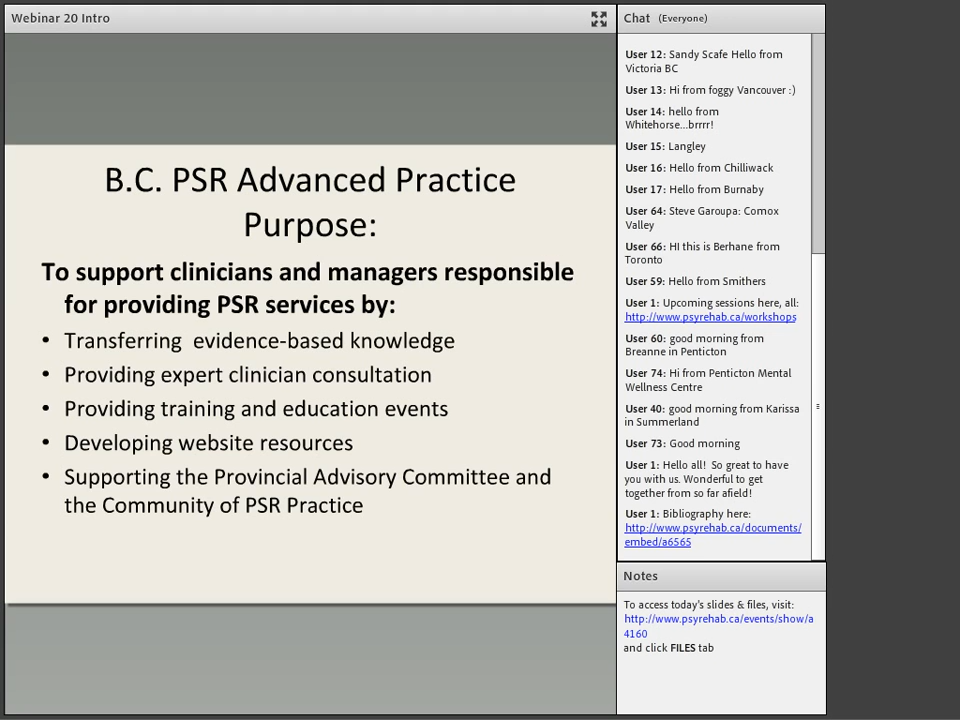 Webinar 20 Intro
B.C. PSR Advanced Practice
Purpose:
To support clinicians and managers responsible
for providing PSR services by:
• Transferring  evidence-based knowledge
• Providing expert clinician consultation
• Providing training and education events
• Developing website resources
• Supporting the Provincial Advisory Committee and
the Community of PSR Practice
Chat (Everyone)
User 12: Sandy Scafe Hello from
Victoria BC
User 13: Hi from foggy Vancouver :)
User 14: hello from
Whitehorse...brrrr!
User 15: Langley
User 16: Hello from Chilliwack
User 17: Hello from Burnaby
User 64: Steve Garoupa: Comox
Valley
User 66: HI this is Berhane from
Toronto
User 59: Hello from Smithers
User 1: Upcoming sessions here, all:
http://www.psyrehab.ca/workshops
User 60: good morning from
Breanne in Penticton
User 74: Hi from Penticton Mental
Wellness Centre
User 40: good morning from Karissa
in Summerland
User 73: Good morning
User 1: Hello all!  So great to have
you with us. Wonderful to get
together from so far afield!
User 1: Bibliography here:
http://www.psyrehab.ca/documents/
embed/a6565
Notes
To access today's slides & files, visit:
http://www.psyrehab.ca/events/show/a
4160
and click FILES tab